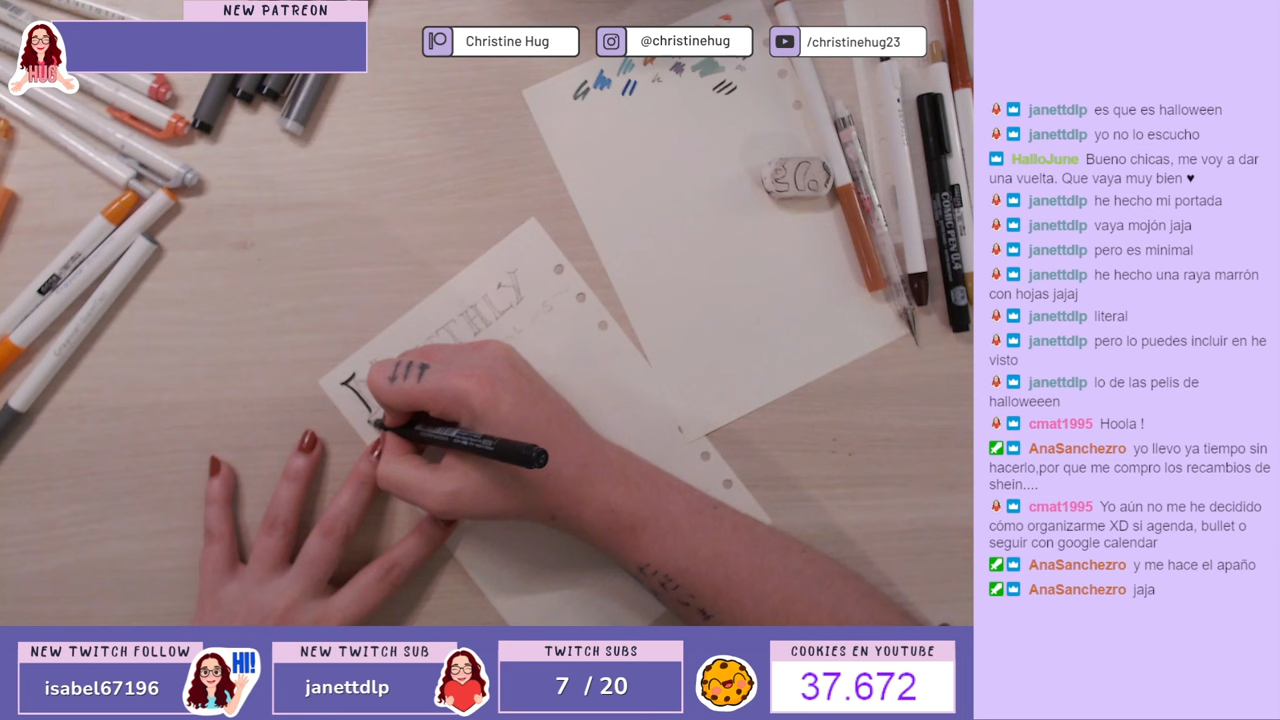 NEW PATREON
HUG
Christine Hug
@christinehug
/christinehug23
COMIC PEN 0.4
janettdlp es que es halloween
janettdlp yo no lo escucho
HalloJune Bueno chicas, me voy a dar
una vuelta. Que vaya muy bien ♥
janettdlp he hecho mi portada
janettdlp vaya mojón jaja
janettdlp pero es minimal
janettdlp he hecho una raya marrón
con hojas jajaj
janettdlp literal
janettdlp pero lo puedes incluir en he
visto
janettdlp lo de las pelis de
halloweeen
cmat1995 Hoola !
AnaSanchezro yo llevo ya tiempo sin
hacerlo,por que me compro los recambios de
shein....
cmat1995 Yo aún no me he decidido
cómo organizarme XD si agenda, bullet o
seguir con google calendar
AnaSanchezro y me hace el apaño
AnaSanchezro jaja
NEW TWITCH FOLLOW
isabel67196
HI!
NEW TWITCH SUB
janettdlp
TWITCH SUBS
7 / 20
COOKIES EN YOUTUBE
37.672